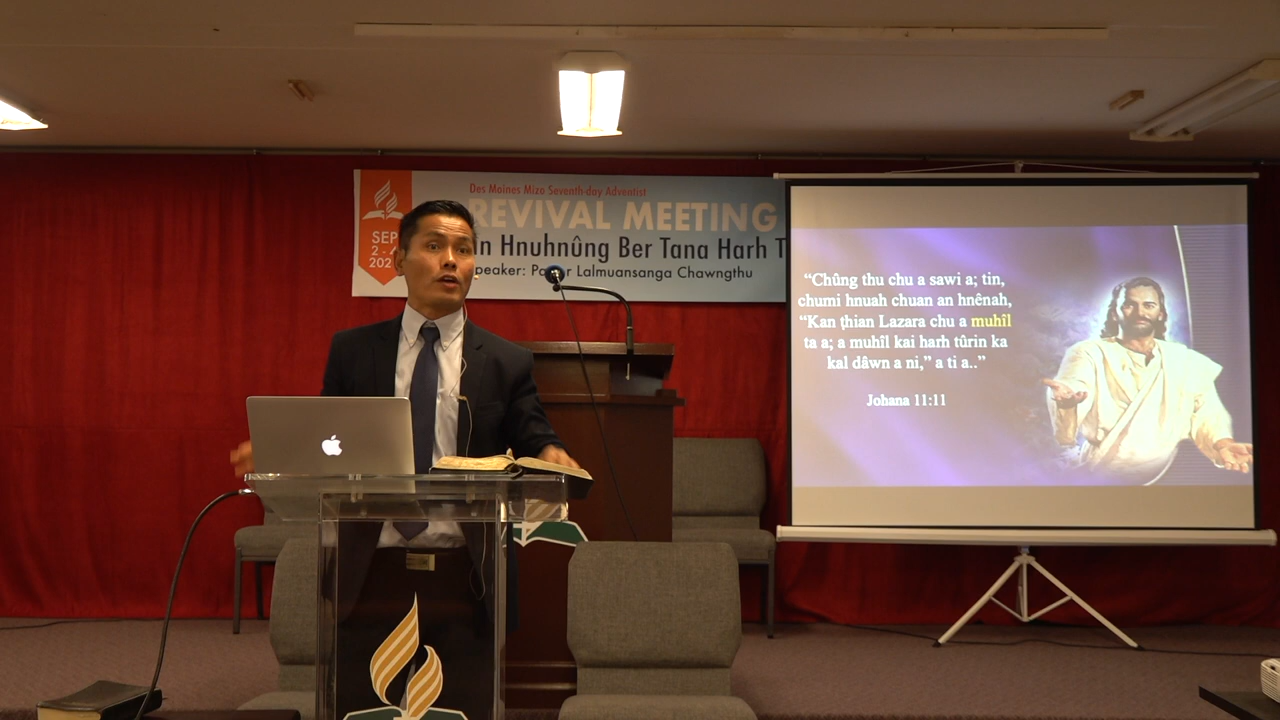 Des Moines Mizo Seventh-day Adventist
REVIVAL MEETING
SEP
2 -
202
Hnuhnûng Ber Tana Harh
Speaker: Lalmuansanga Chawngthu
“Chûng thu chu a sawi a; tin,
chumi hnuah chuan an hnênah,
“Kan ṭhian Lazara chu a muhîl
ta a; a muhîl kai harh tûrin ka
kal dâwn a ni,” a ti a..”
Johana 11:11